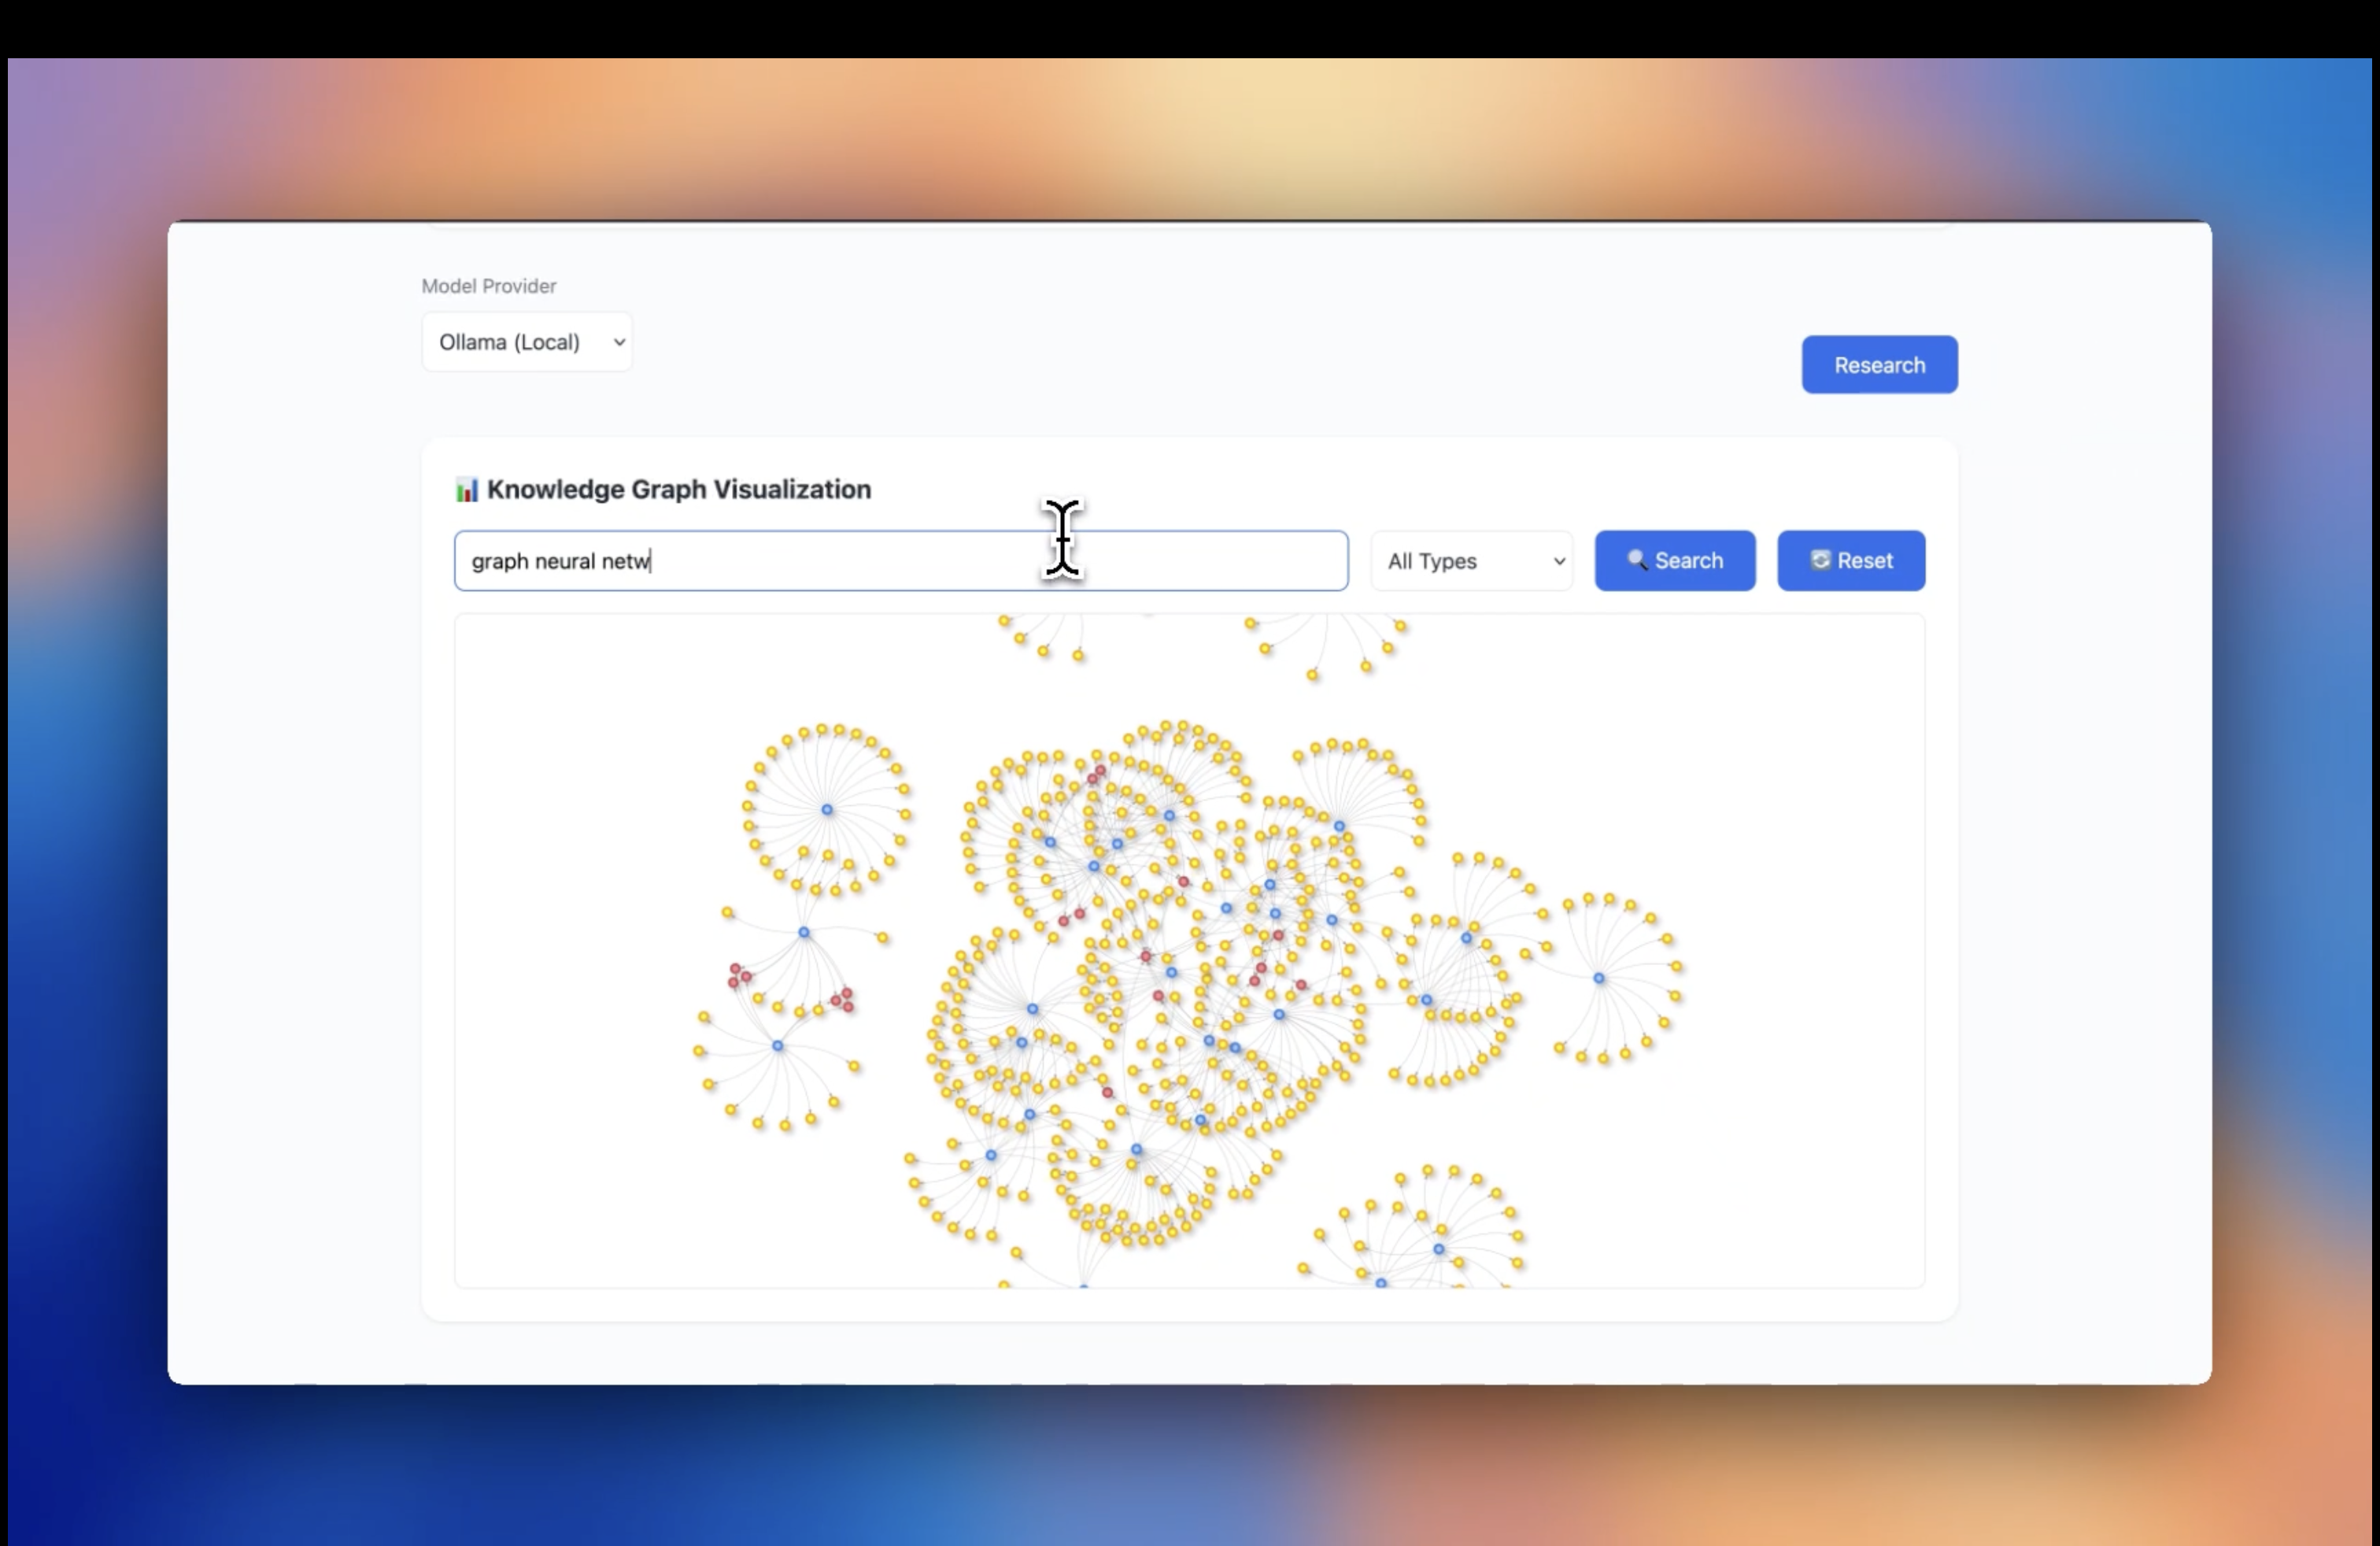 Model Provider
Ollama (Local)
Research
📊 Knowledge Graph Visualization
graph neural netw
All Types
🔍 Search
🔄 Reset